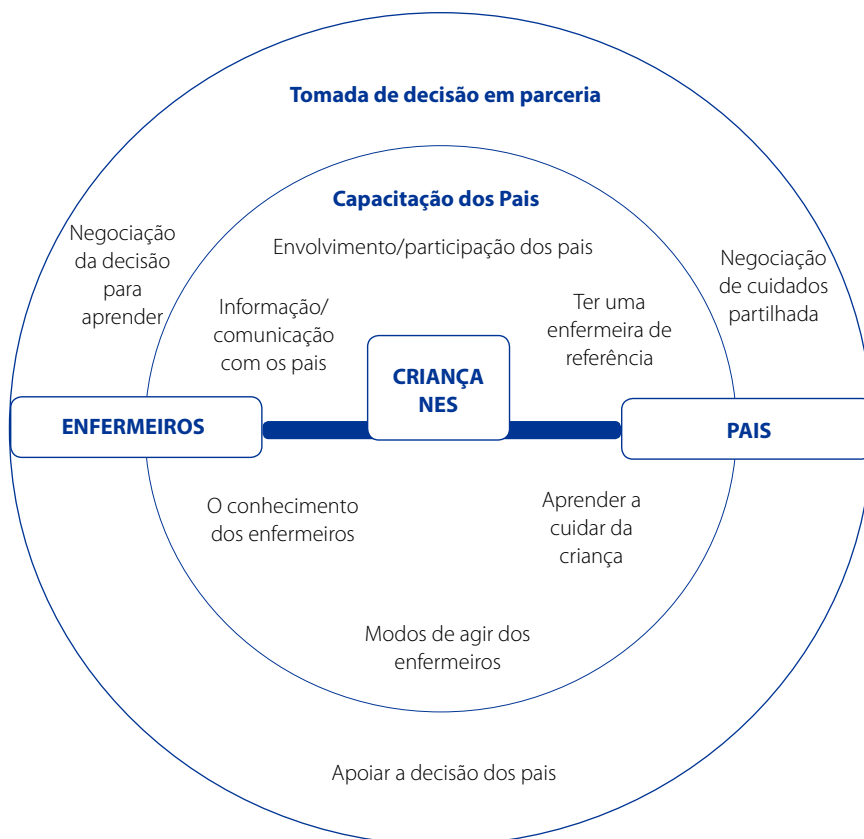 Tomada de decisão em parceria
Capacitação dos Pais
Envolvimento/participação dos pais
Negociação
da decisão
para
aprender
Informação/
comunicação
com os pais
Ter uma
enfermeira de
referência
Negociação
de cuidados
partilhada
ENFERMEIROS
CRIANÇA
NES
PAIS
O conhecimento
dos enfermeiros
Aprender a
cuidar da
criança
Modos de agir dos
enfermeiros
Apoiar a decisão dos pais